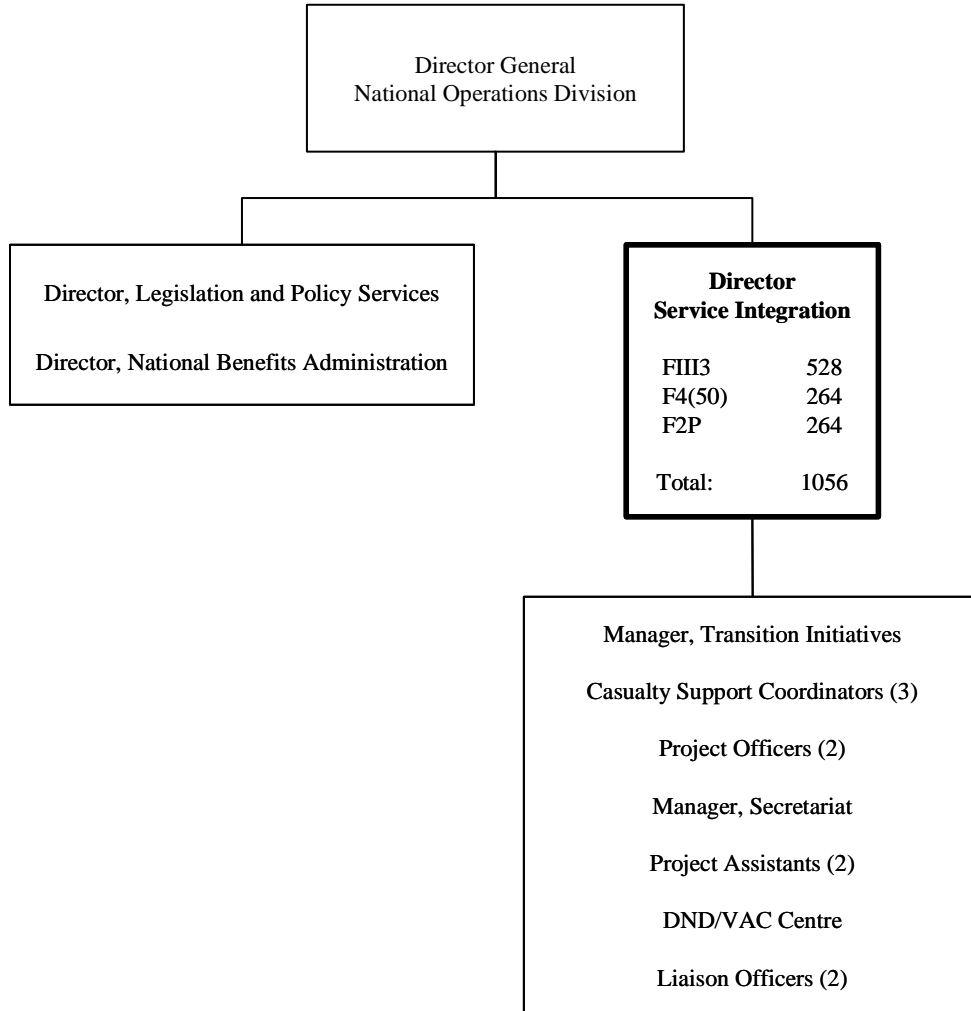 Director General
National Operations Division
Director, Legislation and Policy Services
Director, National Benefits Administration
Director
Service Integration
FIII3 528
F4(50) 264
F2P 264
Total: 1056
Manager, Transition Initiatives
Casualty Support Coordinators (3)
Project Officers (2)
Manager, Secretariat
Project Assistants (2)
DND/VAC Centre
Liaison Officers (2)